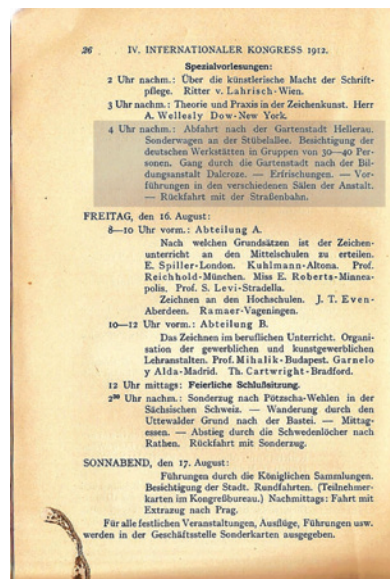 26 IV. INTERNATIONALER KONGRESS 1912.
Spezialvorlesungen:
2 Uhr nachm.: Über die künstlerische Macht der Schrift-
pflege. Ritter v. Lahrisch-Wien.
3 Uhr nachm.: Theorie und Praxis in der Zeichenkunst. Herr
A. Wellesly Dow-New York.
4 Uhr nachm.: Abfahrt nach der Gartenstadt Hellerau.
Sonderwagen an der Stübelallee. Besichtigung der
deutschen Werkstätten in Gruppen von 30—40 Per-
sonen. Gang durch die Gartenstadt nach der Bil-
dungsanstalt Dalcroze. — Erfrischungen. — Vor-
führungen in den verschiedenen Sälen der Anstalt.
— Rückfahrt mit der Straßenbahn.
FREITAG, den 16. August:
8—10 Uhr vorm.: Abteilung A.
Nach welchen Grundsätzen ist der Zeichen-
unterricht an den Mittelschulen zu erteilen.
E. Spiller-London. Kuhlmann-Altona. Prof.
Reichhold-München. Miss E. Roberts-Minnea-
polis. Prof. S. Levi-Stradella.
Zeichnen an den Hochschulen. J. T. Even-
Aberdeen. Ramaer-Vageningen.
10—12 Uhr vorm.: Abteilung B.
Das Zeichnen im beruflichen Unterricht. Organi-
sation der gewerblichen und kunstgewerblichen
Lehranstalten. Prof. Mihalik-Budapest. Garnelo
y Alda-Madrid. Th. Cartwright-Bradford.
12 Uhr mittags: Feierliche Schlußsitzung.
2³⁰ Uhr nachm.: Sonderzug nach Pötzscha-Wehlen in der
Sächsischen Schweiz. — Wanderung durch den
Uttewalder Grund nach der Bastei. — Mittag-
essen. — Abstieg durch die Schwedenlöcher nach
Rathen. Rückfahrt mit Sonderzug.
SONNABEND, den 17. August:
Führungen durch die Königlichen Sammlungen.
Besichtigung der Stadt. Rundfahrten. (Teilnehmer-
karten im Kongreßbureau.) Nachmittags: Fahrt mit
Extrazug nach Prag.
Für alle festlichen Veranstaltungen, Ausflüge, Führungen usw.
werden in der Geschäftsstelle Sonderkarten ausgegeben.